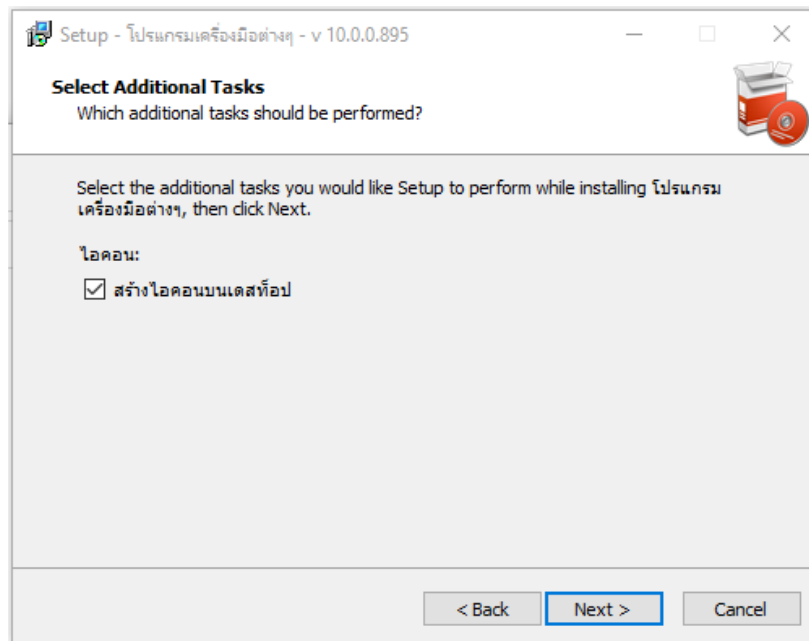 Setup - โปรแกรมเครื่องมือต่างๆ - v 10.0.0.895
Select Additional Tasks
Which additional tasks should be performed?
Select the additional tasks you would like Setup to perform while installing โปรแกรม
เครื่องมือต่างๆ, then click Next.
ไอคอน:
สร้างไอคอนบนเดสท็อป
< Back
Next >
Cancel